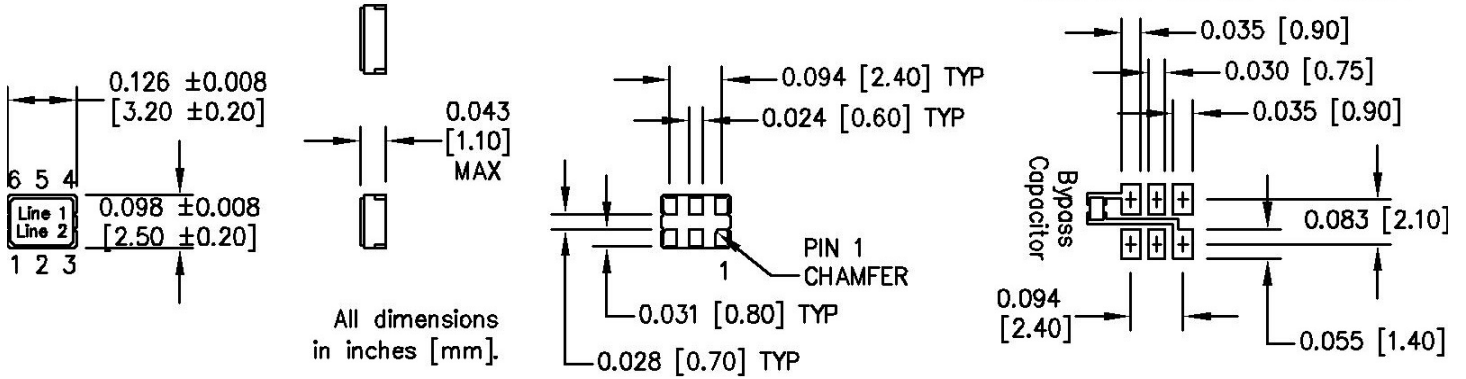 0.126 ±0.008
[3.20 ±0.20]
6 5 4
Line 1
Line 2
1 2 3
0.098 ±0.008
[2.50 ±0.20]
0.043
[1.10]
MAX
All dimensions
in inches [mm].
0.094 [2.40] TYP
0.024 [0.60] TYP
PIN 1
CHAMFER
1
0.031 [0.80] TYP
0.028 [0.70] TYP
0.035 [0.90]
0.030 [0.75]
0.035 [0.90]
Bypass
Capacitor
0.083 [2.10]
0.094
[2.40]
0.055 [1.40]